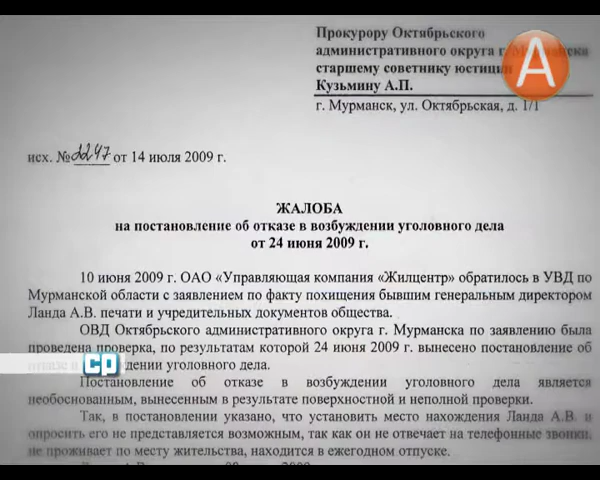 Прокурору Октябрьского
административного округа г.
старшему советнику юстиции
Кузьмину А.П.
г. Мурманск, ул. Октябрьская, д. 1/1
A
исх. №2247 от 14 июля 2009 г.
ЖАЛОБА
на постановление об отказе в возбуждении уголовного дела
от 24 июня 2009 г.
10 июня 2009 г. ОАО «Управляющая компания «Жилцентр» обратилось в УВД по
Мурманской области с заявлением по факту похищения бывшим генеральным директором
Ланда А.В. печати и учредительных документов общества.
ОВД Октябрьского административного округа г. Мурманска по заявлению была
проведена проверка, по результатам которой 24 июня 2009 г. вынесено постановление об
уголовного дела.
ср
Постановление об отказе в возбуждении уголовного дела является
необоснованным, вынесенным в результате поверхностной и неполной проверки.
Так, в постановлении указано, что установить место нахождения Ланда А.В. и
опросить его не представляется возможным, так как он не отвечает на телефонные звонки,
не проживает по месту жительства, находится в ежегодном отпуске.